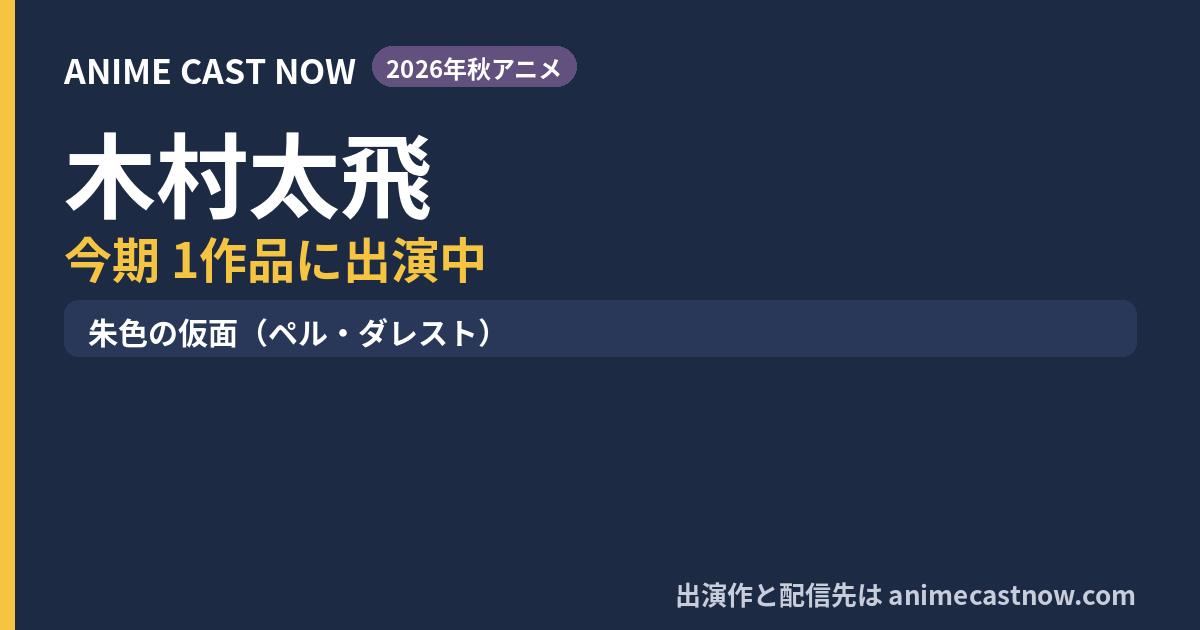 ANIME CAST NOW 2026年秋アニメ
木村太飛
今期 1作品に出演中
朱色の仮面（ペル・ダレスト）
出演作と配信先は animecastnow.com